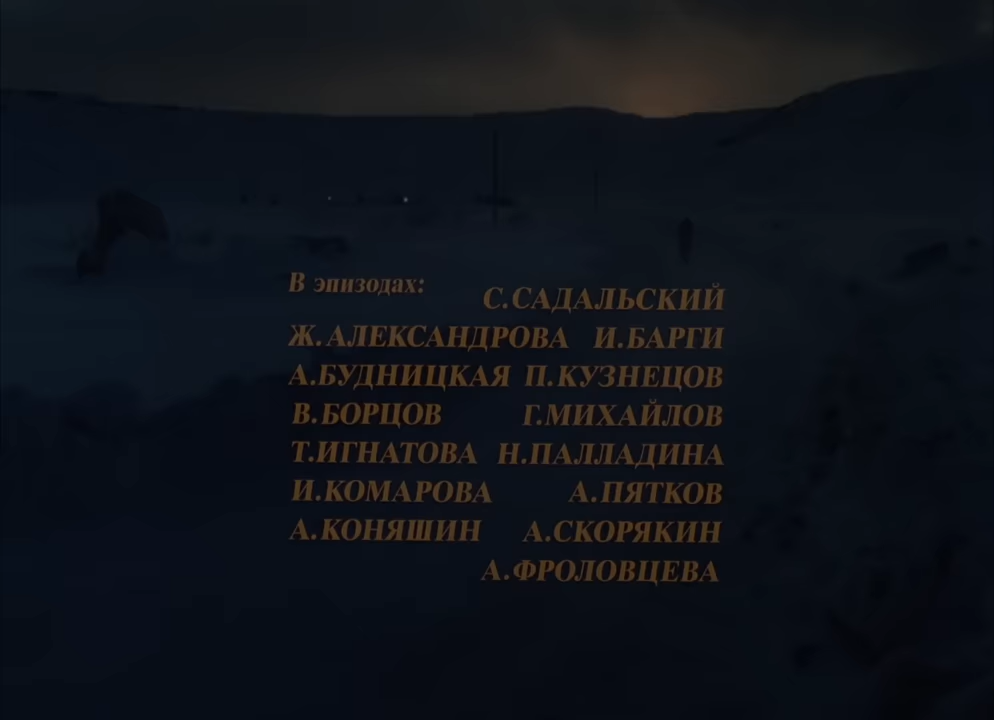 В эпизодах: С.САДАЛЬСКИЙ
Ж.АЛЕКСАНДРОВА И.БАРГИ
А.БУДНИЦКАЯ П.КУЗНЕЦОВ
В.БОРЦОВ Г.МИХАЙЛОВ
Т.ИГНАТОВА Н.ПАЛЛАДИНА
И.КОМАРОВА А.ПЯТКОВ
А.КОНЯШИН А.СКОРЯКИН
А.ФРОЛОВЦЕВА